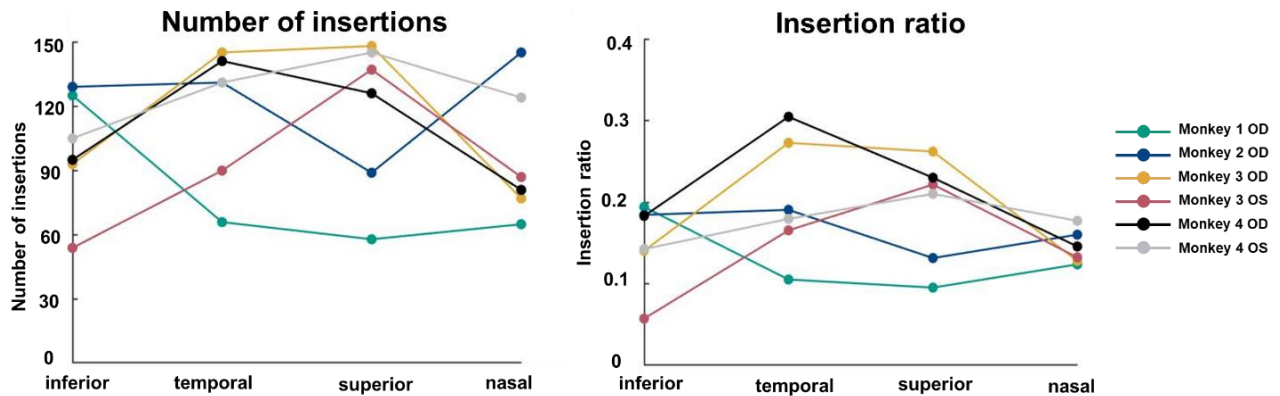 Number of insertions
Number of insertions
150
120
90
60
30
0
inferior temporal superior nasal
Insertion ratio
Insertion ratio
0.4
0.3
0.2
0.1
0
inferior temporal superior nasal
Monkey 1 OD
Monkey 2 OD
Monkey 3 OD
Monkey 3 OS
Monkey 4 OD
Monkey 4 OS